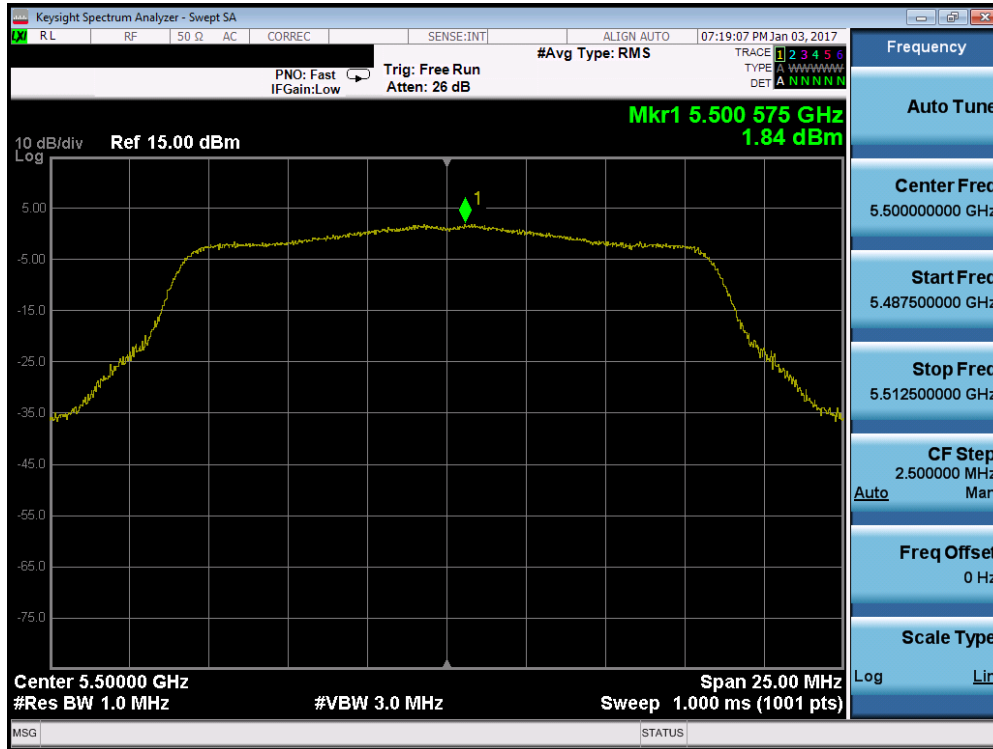 Keysight Spectrum Analyzer - Swept SA
LXI RL RF 50 Ω AC CORREC SENSE:INT ALIGN AUTO 07:19:07 PM Jan 03, 2017
Frequency
PNO: Fast
IFGain:Low
Trig: Free Run
Atten: 26 dB
#Avg Type: RMS
TRACE 1 2 3 4 5 6
TYPE A WWWWW
DET A N N N N N
Auto Tune
Mkr1 5.500 575 GHz
1.84 dBm
10 dB/div Ref 15.00 dBm
Log
1
5.00
-5.00
-15.0
-25.0
-35.0
-45.0
-55.0
-65.0
-75.0
Center Freq
5.500000000 GHz
Start Freq
5.487500000 GHz
Stop Freq
5.512500000 GHz
CF Step
2.500000 MHz
Auto Man
Freq Offset
0 Hz
Scale Type
Log Lin
Center 5.50000 GHz Span 25.00 MHz
#Res BW 1.0 MHz #VBW 3.0 MHz Sweep 1.000 ms (1001 pts)
MSG STATUS